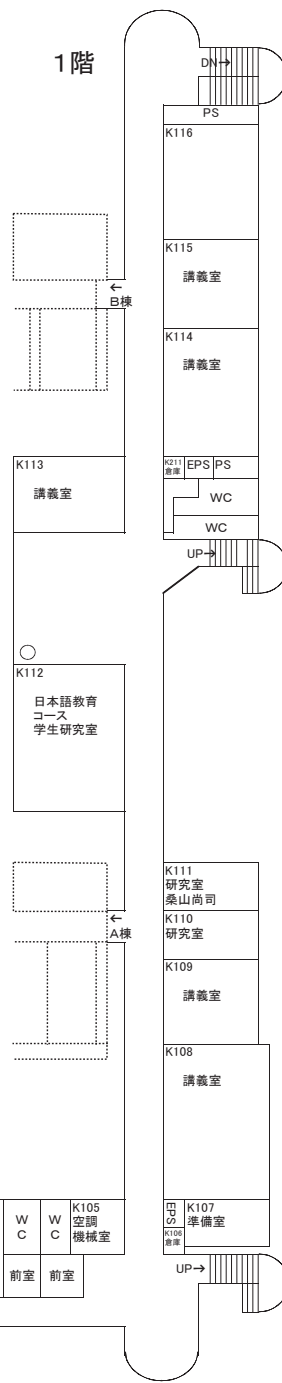 1階
DN→
PS
K116
K115
講義室
←
B棟
K114
講義室
K113
講義室
K211
倉庫
EPS
PS
WC
WC
UP→
K112
日本語教育
コース
学生研究室
K111
研究室
桑山尚司
←
A棟
K110
研究室
K109
講義室
K108
講義室
WC
WC
K105
空調
機械室
EPS
K107
準備室
K106
倉庫
前室
前室
UP→